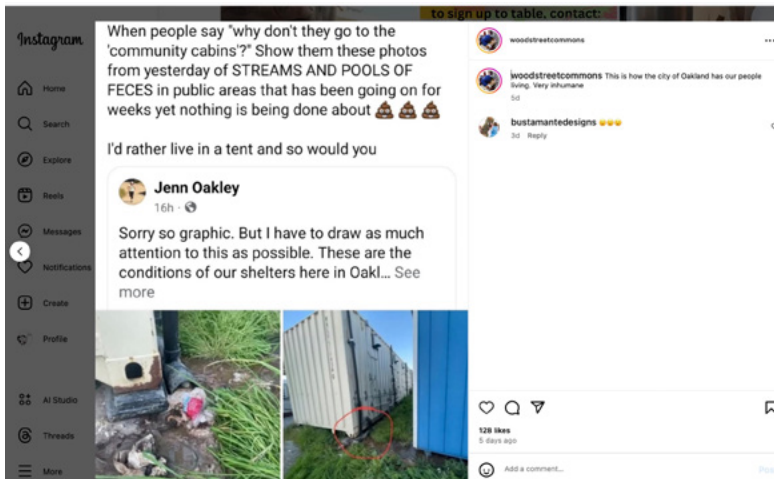 to sign up to table, contact:
Instagram
Home
Search
Explore
Reels
Messages
Notifications
Create
Profile
AI Studio
Threads
More
When people say "why don't they go to the
'community cabins'?" Show them these photos
from yesterday of STREAMS AND POOLS OF
FECES in public areas that has been going on for
weeks yet nothing is being done about 💩 💩 💩
I'd rather live in a tent and so would you
Jenn Oakley
16h ·
Sorry so graphic. But I have to draw as much
attention to this as possible. These are the
conditions of our shelters here in Oakl... See
more
woodstreetcommons
woodstreetcommons This is how the city of Oakland has our people
living. Very inhumane
5d
bustamantedesigns
3d Reply
128 likes
5 days ago
Add a comment...
Post